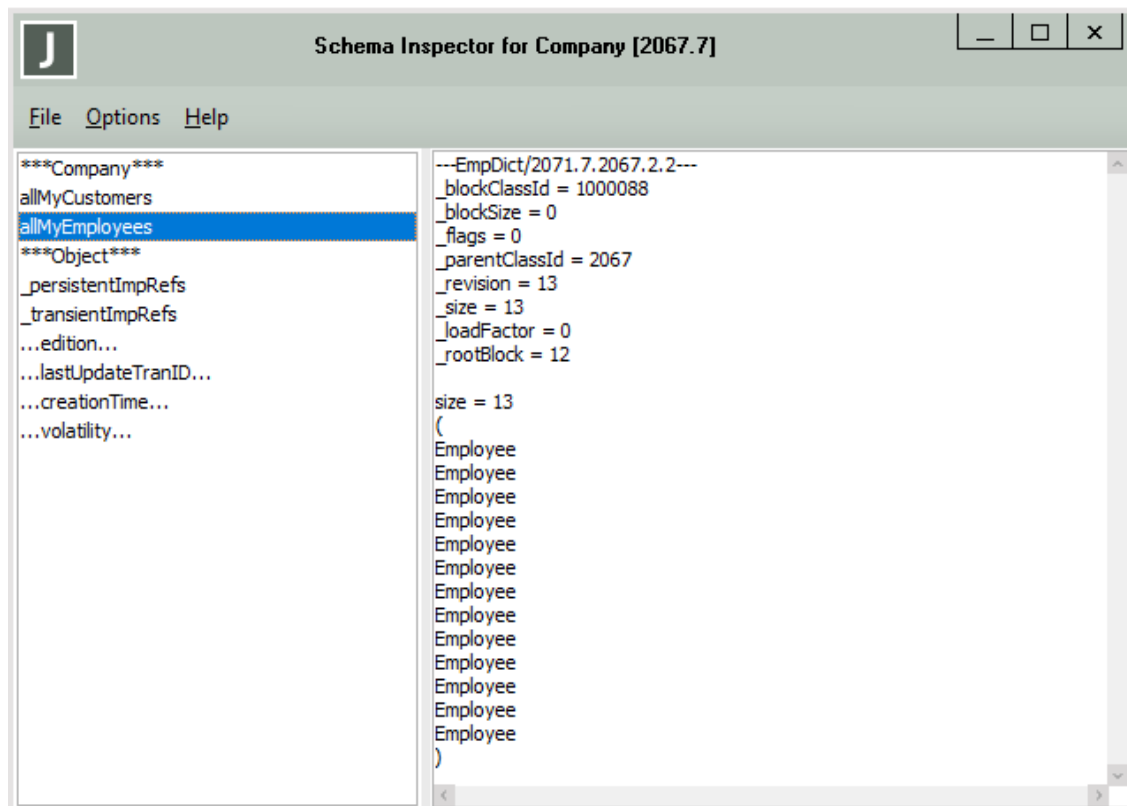 J
Schema Inspector for Company [2067.7]
File Options Help
***Company***
allMyCustomers
allMyEmployees
***Object***
_persistentImpRefs
_transientImpRefs
...edition...
...lastUpdateTranID...
...creationTime...
...volatility...
---EmpDict/2071.7.2067.2.2---
_blockClassId = 1000088
_blockSize = 0
_flags = 0
_parentClassId = 2067
_revision = 13
_size = 13
_loadFactor = 0
_rootBlock = 12
size = 13
(
Employee
Employee
Employee
Employee
Employee
Employee
Employee
Employee
Employee
Employee
Employee
Employee
Employee
)